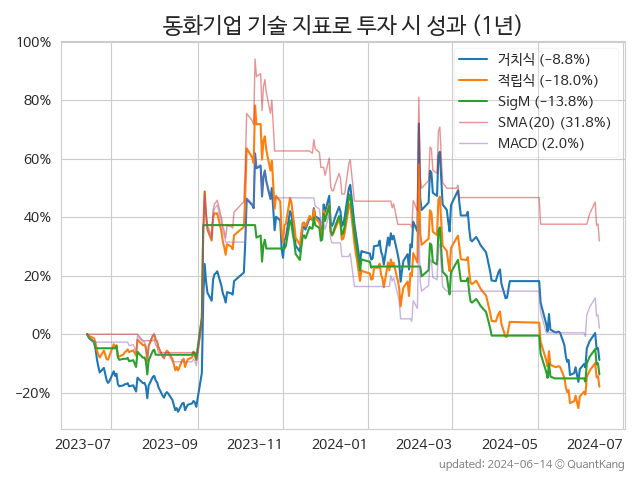 동화기업 기술 지표로 투자 시 성과 (1년)
거치식 (−8.8%)
적립식 (−18.0%)
SigM (−13.8%)
SMA(20) (31.8%)
MACD (2.0%)
100%
80%
60%
40%
20%
0%
−20%
2023-07
2023-09
2023-11
2024-01
2024-03
2024-05
2024-07
updated: 2024-06-14 ⓒ QuantKang